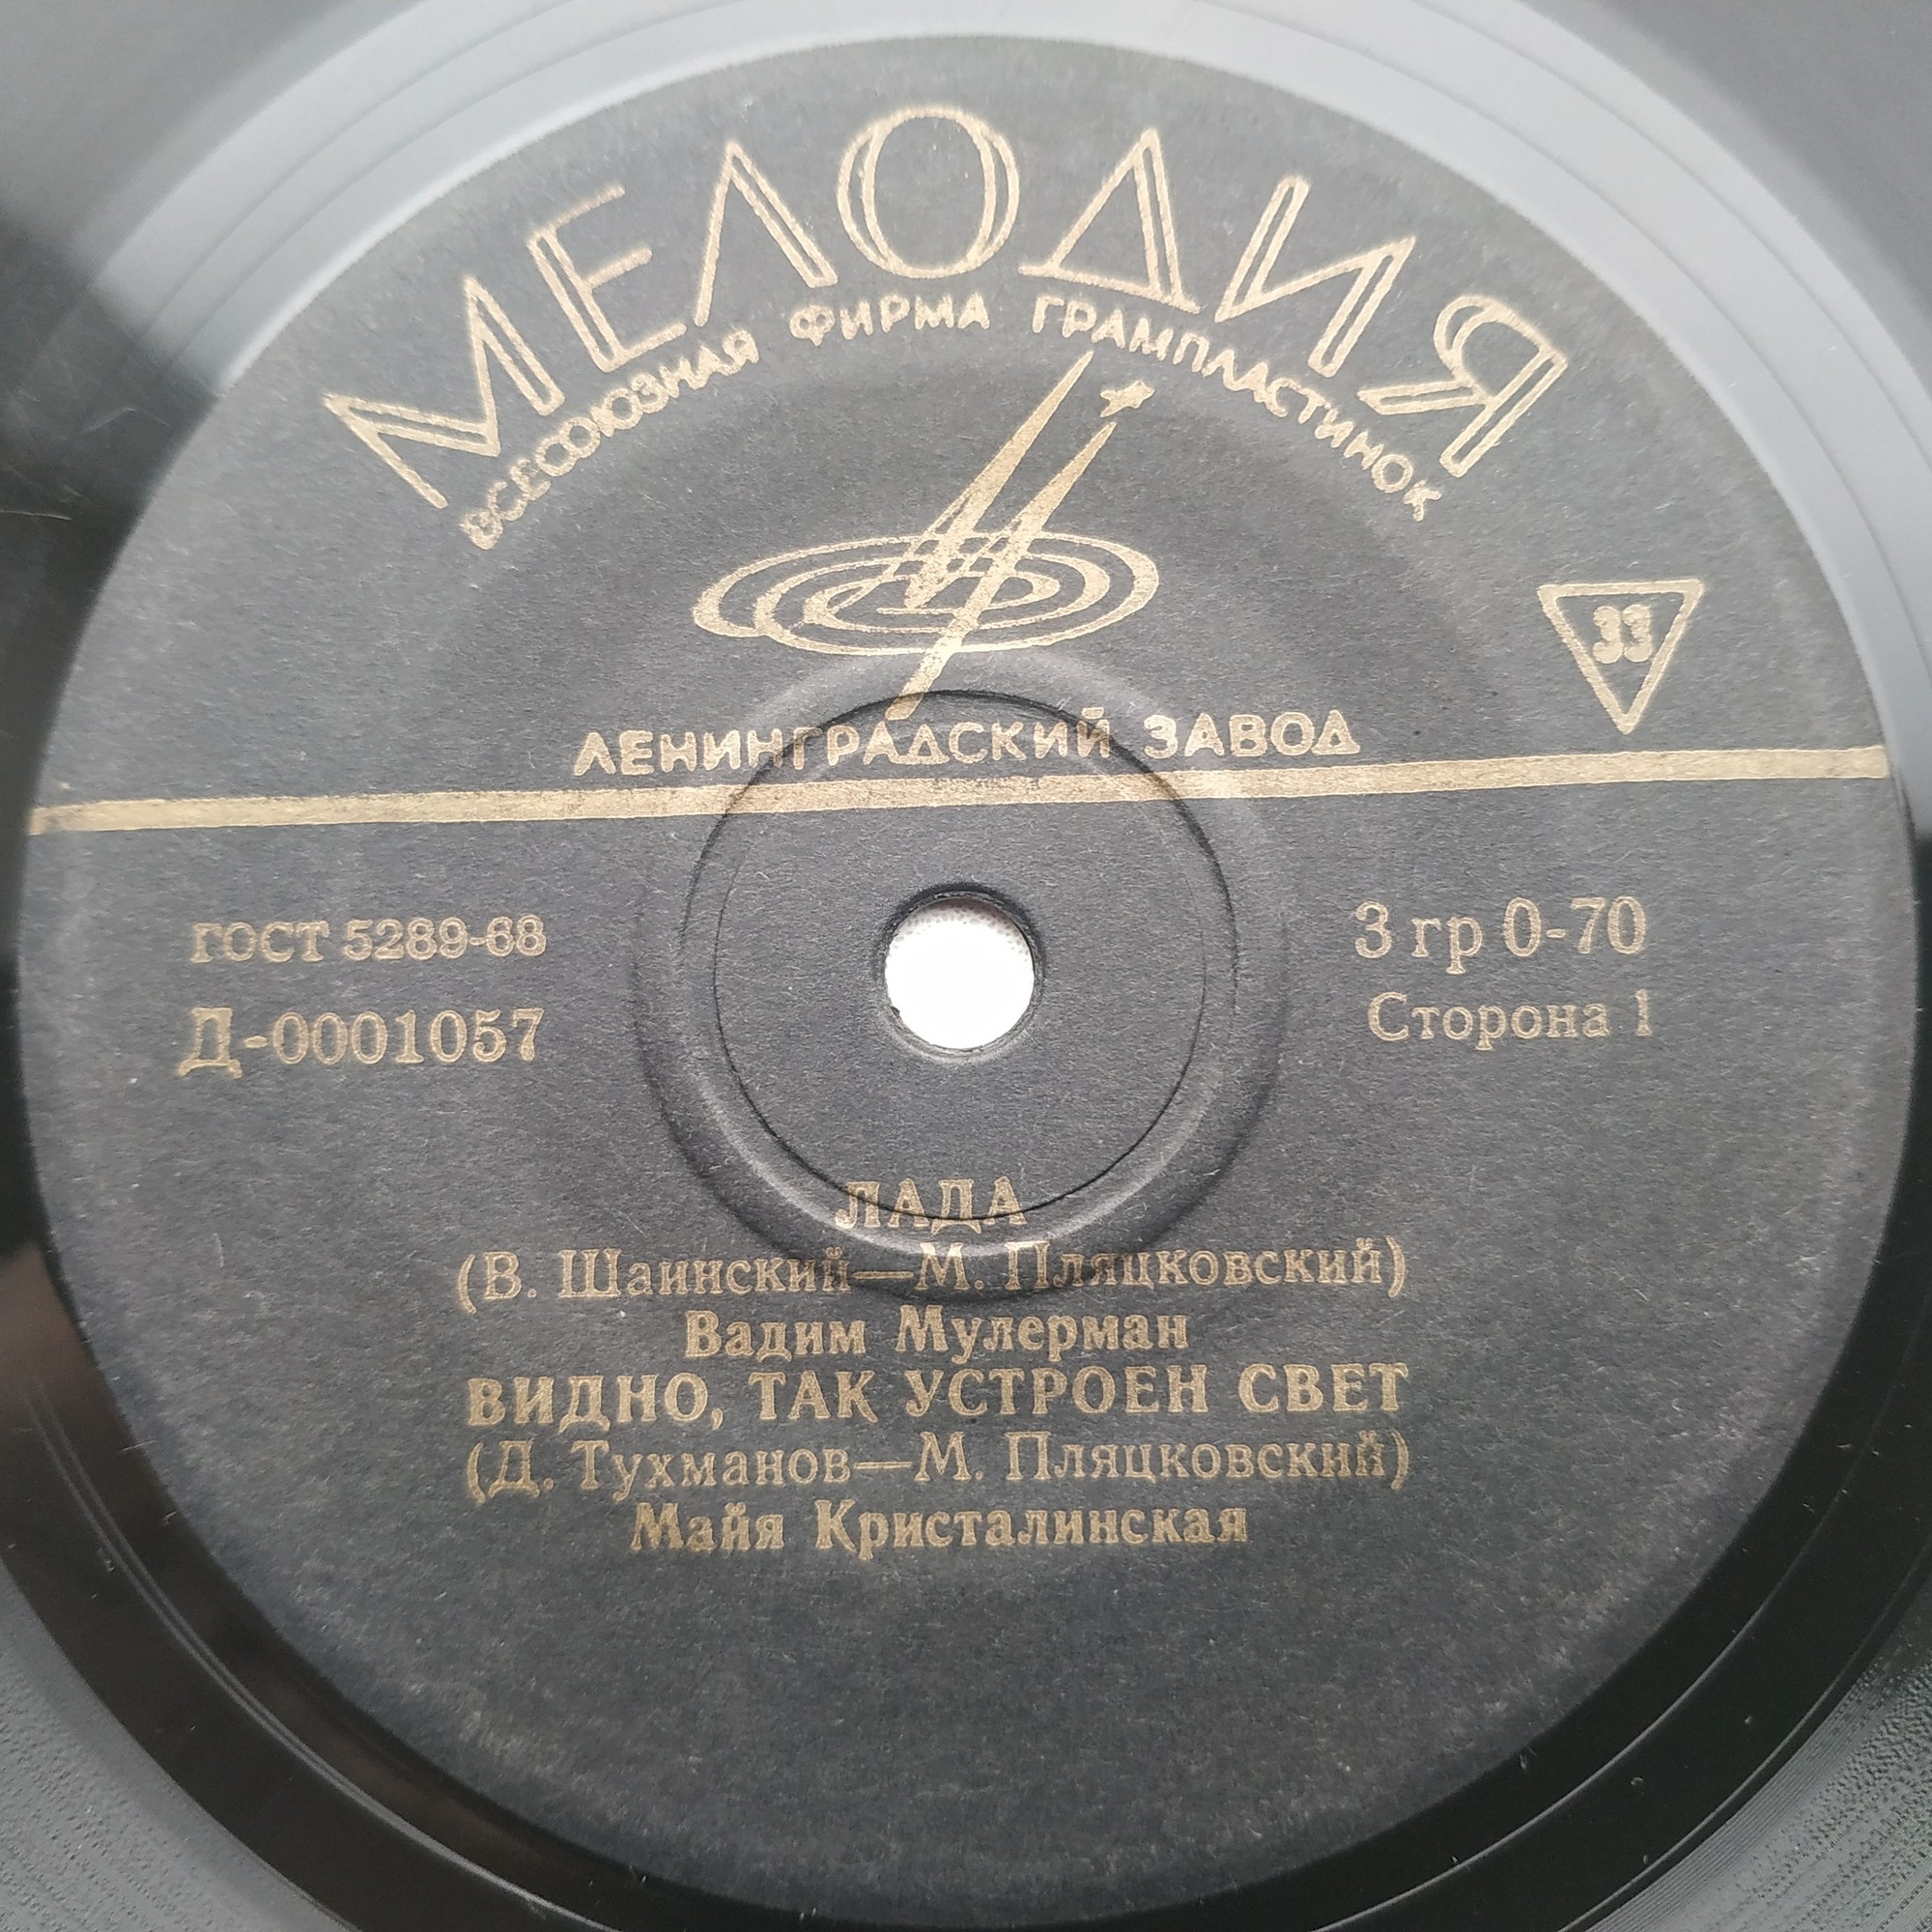 МЕЛОДИЯ
ВСЕСОЮЗНАЯ ФИРМА ГРАМПЛАСТИНОК
33
ЛЕНИНГРАДСКИЙ ЗАВОД
ГОСТ 5289-68
3 гр 0-70
Д-0001057
Сторона 1
ЛАДА
(В. Шаинский—М. Пляцковский)
Вадим Мулерман
ВИДНО, ТАК УСТРОЕН СВЕТ
(Д. Тухманов—М. Пляцковский)
Майя Кристалинская